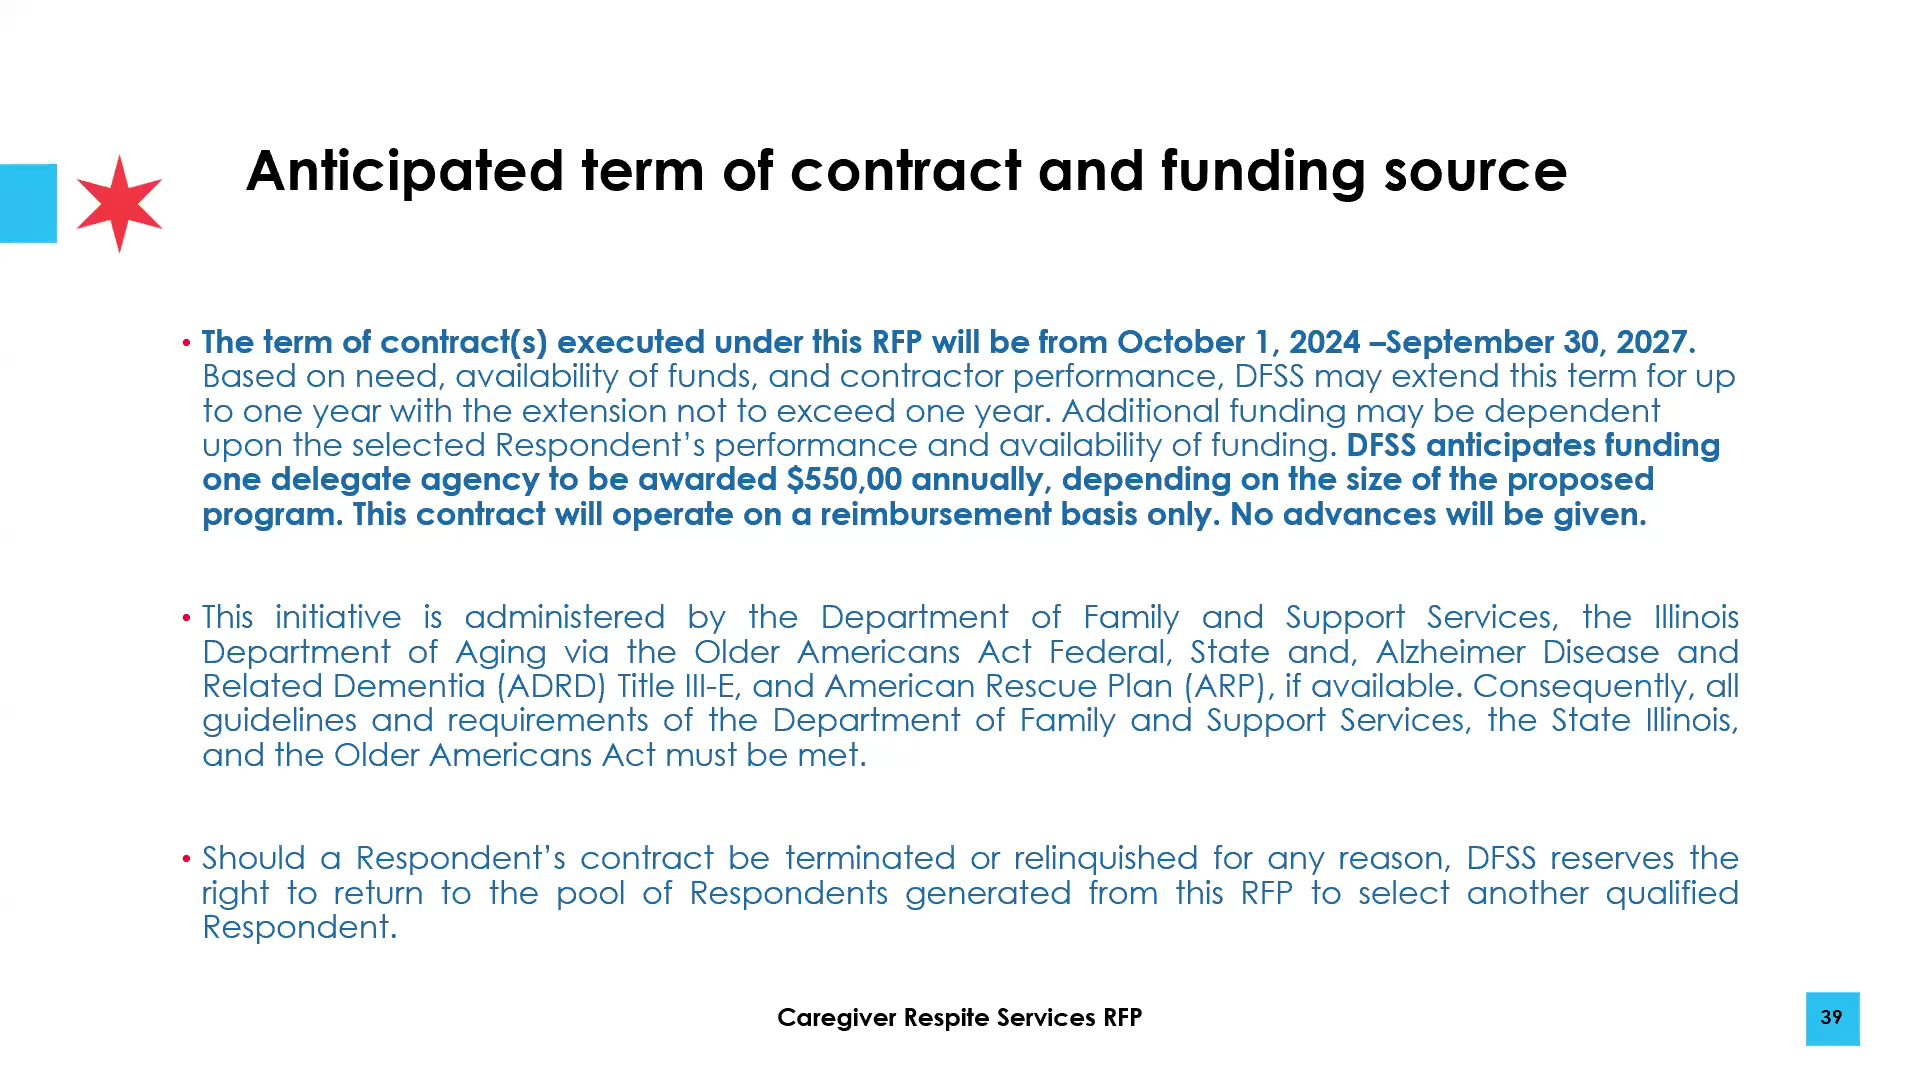 Anticipated term of contract and funding source
• The term of contract(s) executed under this RFP will be from October 1, 2024 –September 30, 2027.
Based on need, availability of funds, and contractor performance, DFSS may extend this term for up
to one year with the extension not to exceed one year. Additional funding may be dependent
upon the selected Respondent’s performance and availability of funding. DFSS anticipates funding
one delegate agency to be awarded $550,00 annually, depending on the size of the proposed
program. This contract will operate on a reimbursement basis only. No advances will be given.
• This initiative is administered by the Department of Family and Support Services, the Illinois
Department of Aging via the Older Americans Act Federal, State and, Alzheimer Disease and
Related Dementia (ADRD) Title III-E, and American Rescue Plan (ARP), if available. Consequently, all
guidelines and requirements of the Department of Family and Support Services, the State Illinois,
and the Older Americans Act must be met.
• Should a Respondent’s contract be terminated or relinquished for any reason, DFSS reserves the
right to return to the pool of Respondents generated from this RFP to select another qualified
Respondent.
Caregiver Respite Services RFP
39